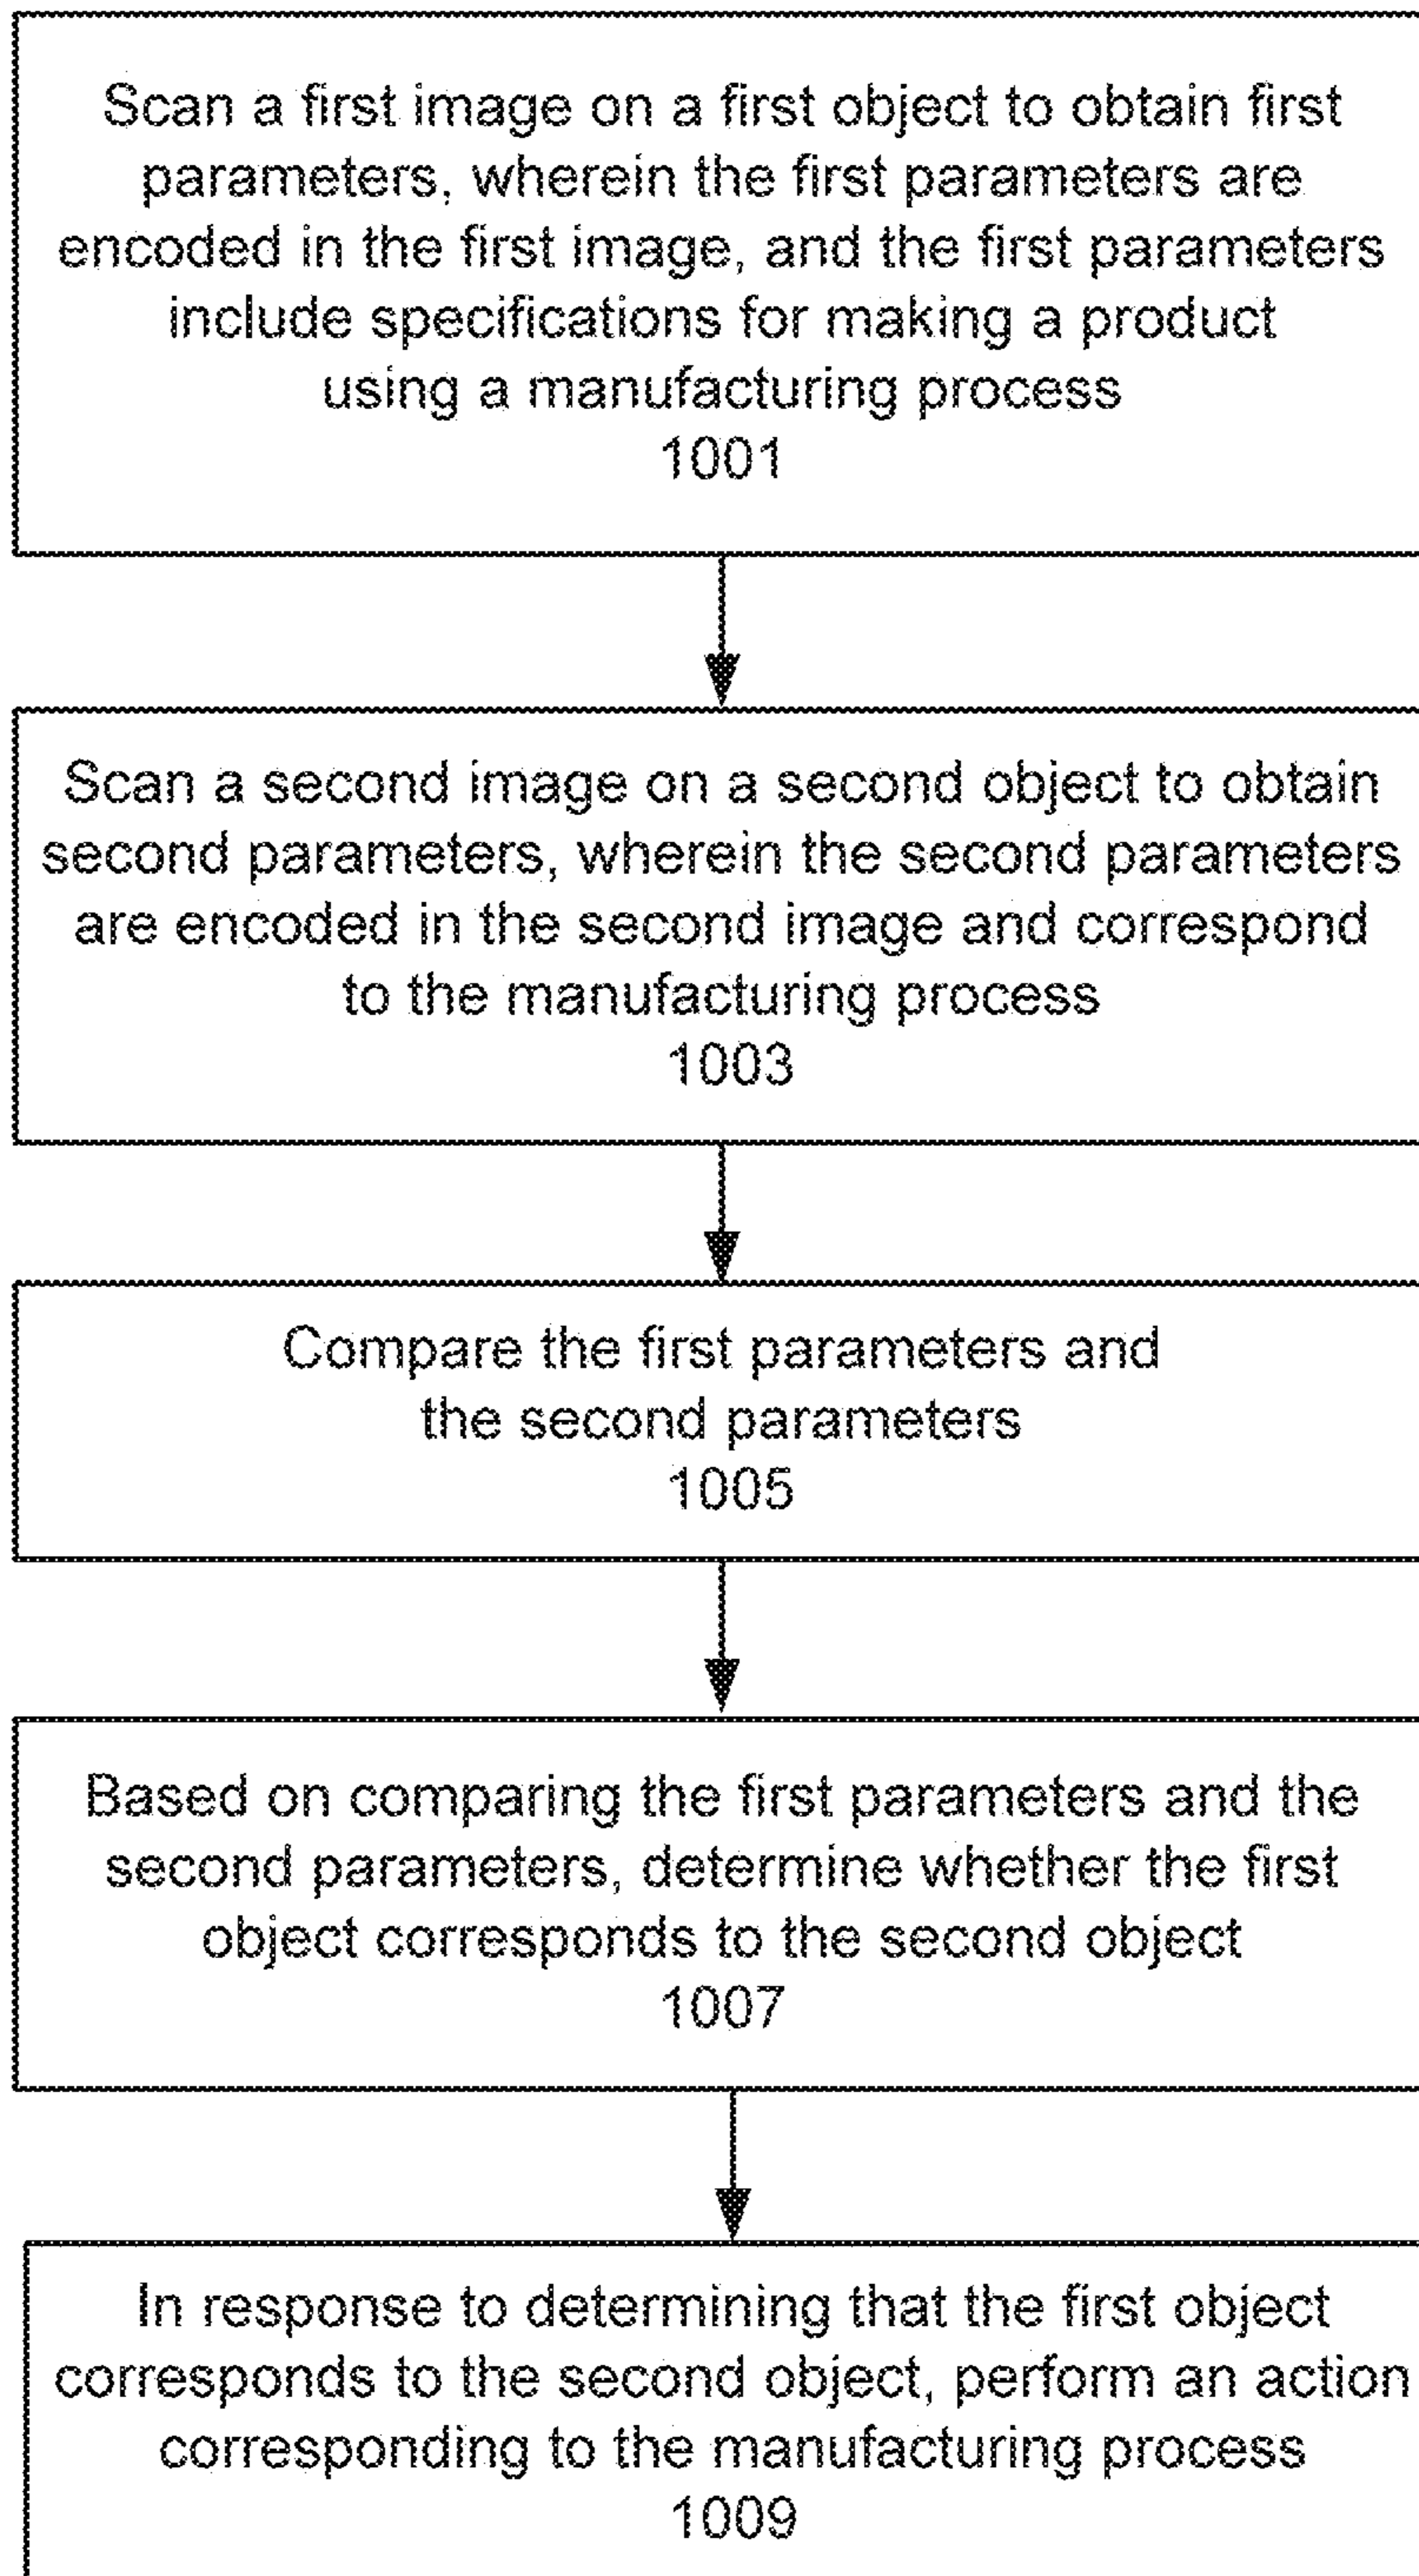 Scan a first image on a first object to obtain first
parameters, wherein the first parameters are
encoded in the first image, and the first parameters
include specifications for making a product
using a manufacturing process
1001
Scan a second image on a second object to obtain
second parameters, wherein the second parameters
are encoded in the second image and correspond
to the manufacturing process
1003
Compare the first parameters and
the second parameters
1005
Based on comparing the first parameters and the
second parameters, determine whether the first
object corresponds to the second object
1007
In response to determining that the first object
corresponds to the second object, perform an action
corresponding to the manufacturing process
1009